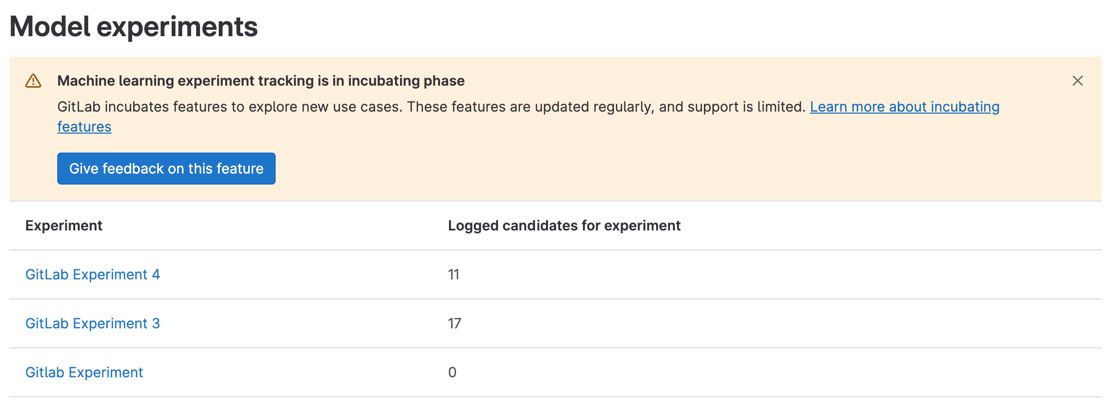 Model experiments
Machine learning experiment tracking is in incubating phase
GitLab incubates features to explore new use cases. These features are updated regularly, and support is limited. Learn more about incubating
features
Give feedback on this feature
Experiment Logged candidates for experiment
GitLab Experiment 4 11
GitLab Experiment 3 17
Gitlab Experiment 0